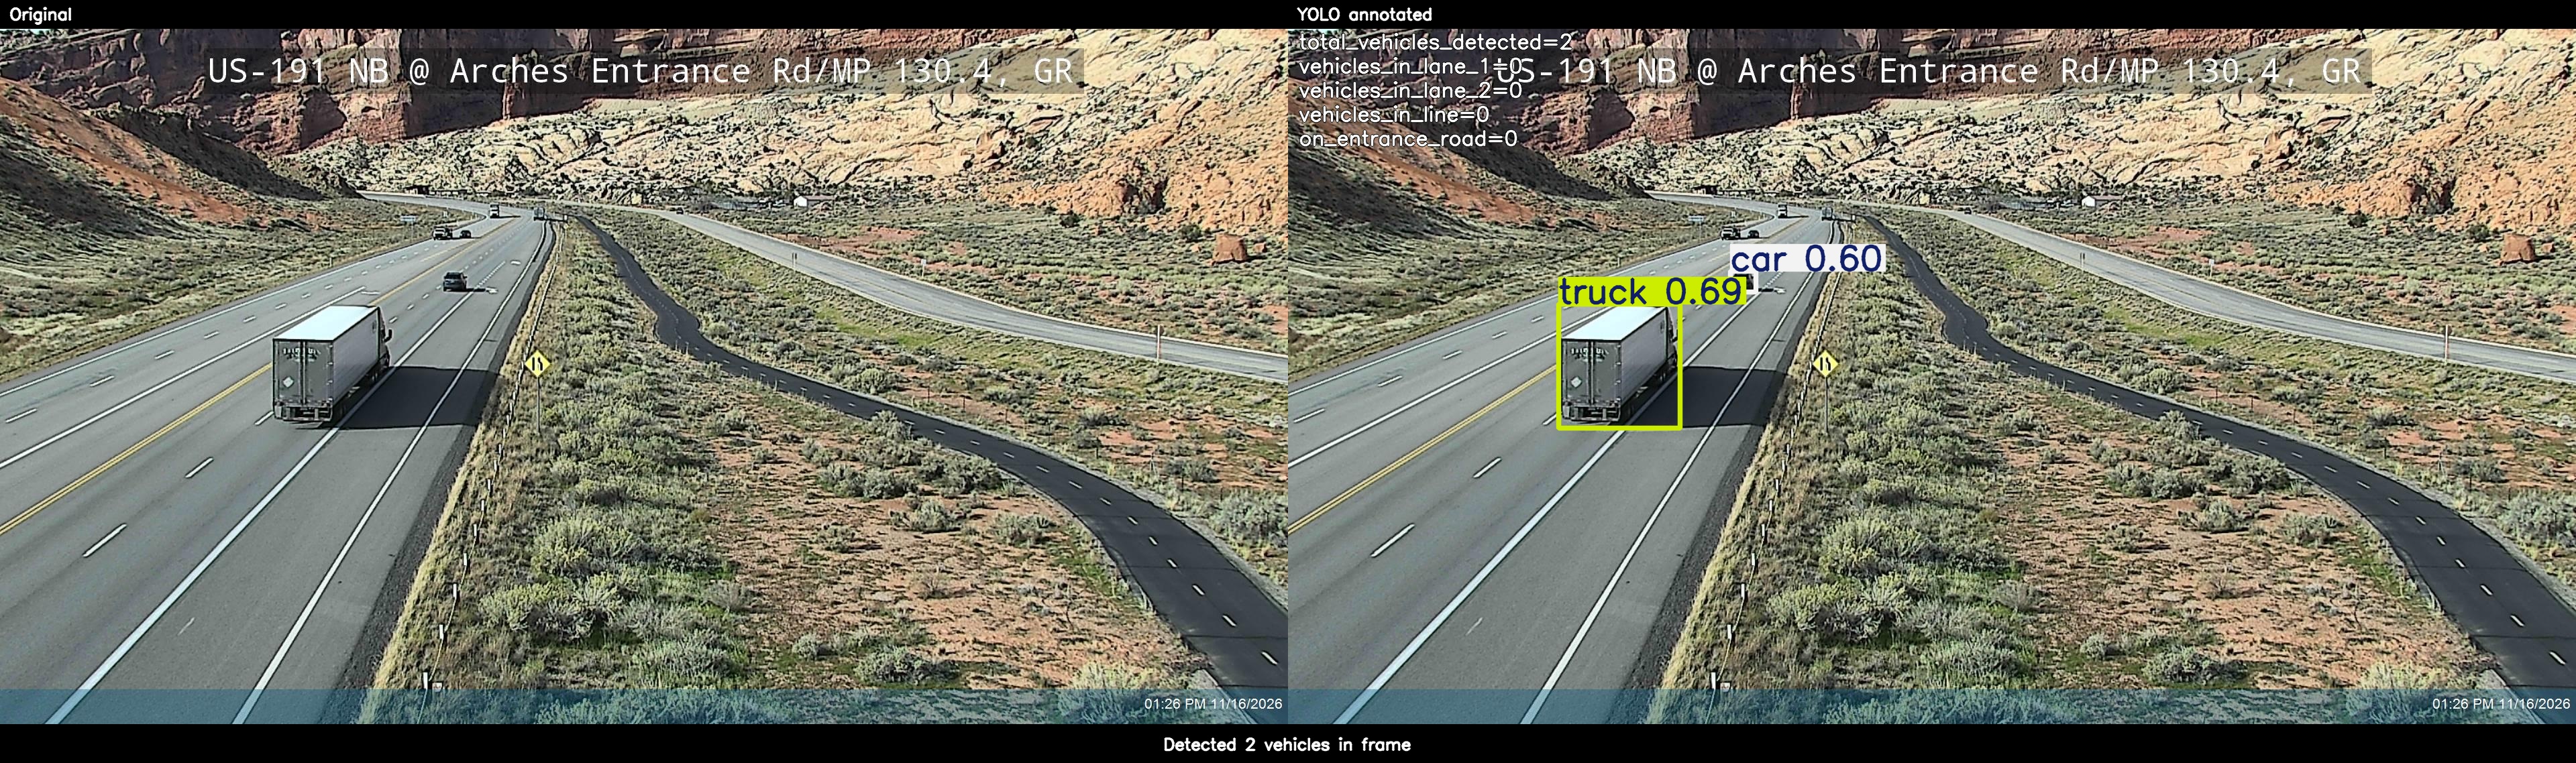 Original
US-191 NB @ Arches Entrance Rd/MP 130.4, GR
01:26 PM 11/16/2026
YOLO annotated
total_vehicles_detected=2
vehicles_in_lane_1=0
US-191 NB @ Arches Entrance Rd/MP 130.4, GR
vehicles_in_lane_2=0
vehicles_in_line=0
on_entrance_road=0
car 0.60
truck 0.69
01:26 PM 11/16/2026
Detected 2 vehicles in frame